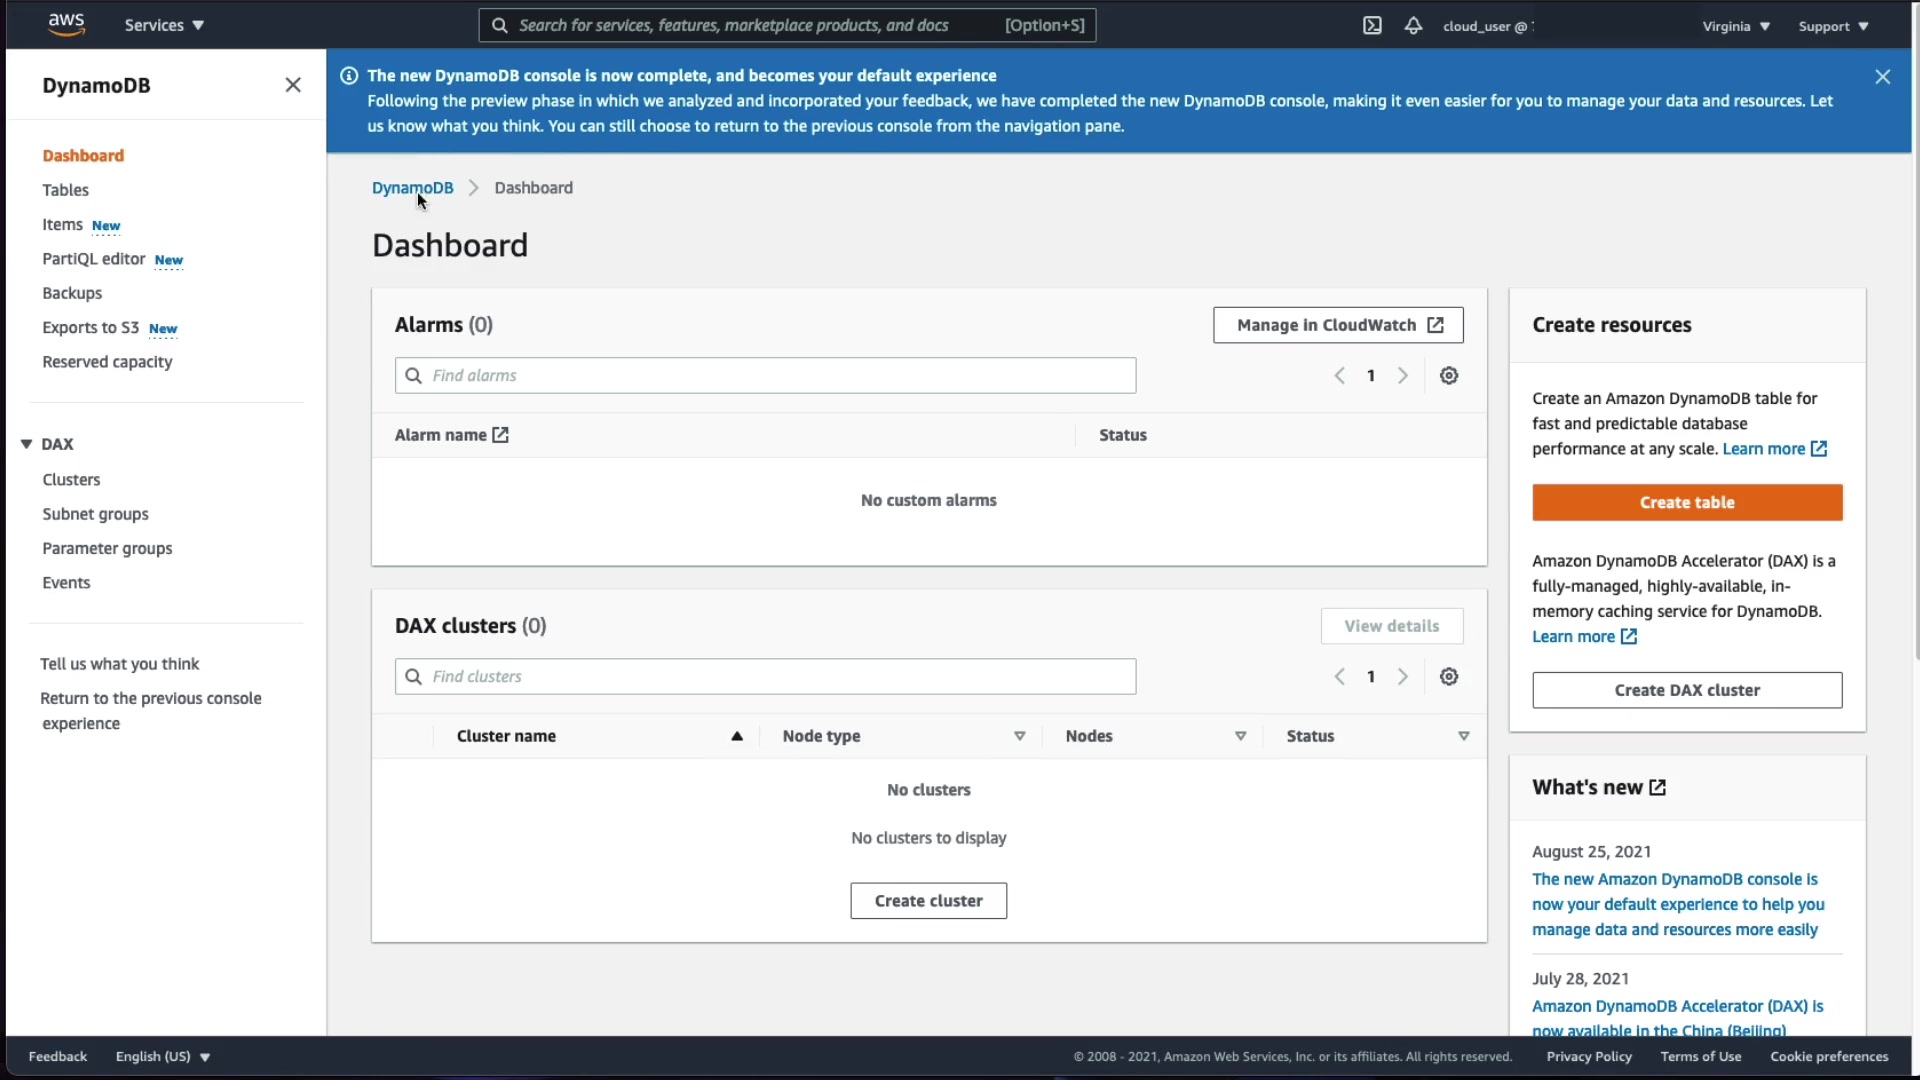 aws
Services ▼
Search for services, features, marketplace products, and docs [Option+S]
cloud_user @
Virginia ▼
Support ▼
DynamoDB
The new DynamoDB console is now complete, and becomes your default experience
Following the preview phase in which we analyzed and incorporated your feedback, we have completed the new DynamoDB console, making it even easier for you to manage your data and resources. Let
us know what you think. You can still choose to return to the previous console from the navigation pane.
Dashboard
Tables
Items New
PartiQL editor New
Backups
Exports to S3 New
Reserved capacity
▼ DAX
Clusters
Subnet groups
Parameter groups
Events
Tell us what you think
Return to the previous console
experience
DynamoDB > Dashboard
Dashboard
Alarms (0)
Manage in CloudWatch
Find alarms
< 1 >
Alarm name
Status
No custom alarms
DAX clusters (0)
View details
Find clusters
< 1 >
Cluster name ▲
Node type ▽
Nodes ▽
Status ▽
No clusters
No clusters to display
Create cluster
Create resources
Create an Amazon DynamoDB table for
fast and predictable database
performance at any scale. Learn more
Create table
Amazon DynamoDB Accelerator (DAX) is a
fully-managed, highly-available, in-
memory caching service for DynamoDB.
Learn more
Create DAX cluster
What's new
August 25, 2021
The new Amazon DynamoDB console is
now your default experience to help you
manage data and resources more easily
July 28, 2021
Amazon DynamoDB Accelerator (DAX) is
now available in the China (Beijing)
Feedback
English (US) ▼
© 2008 - 2021, Amazon Web Services, Inc. or its affiliates. All rights reserved.
Privacy Policy
Terms of Use
Cookie preferences